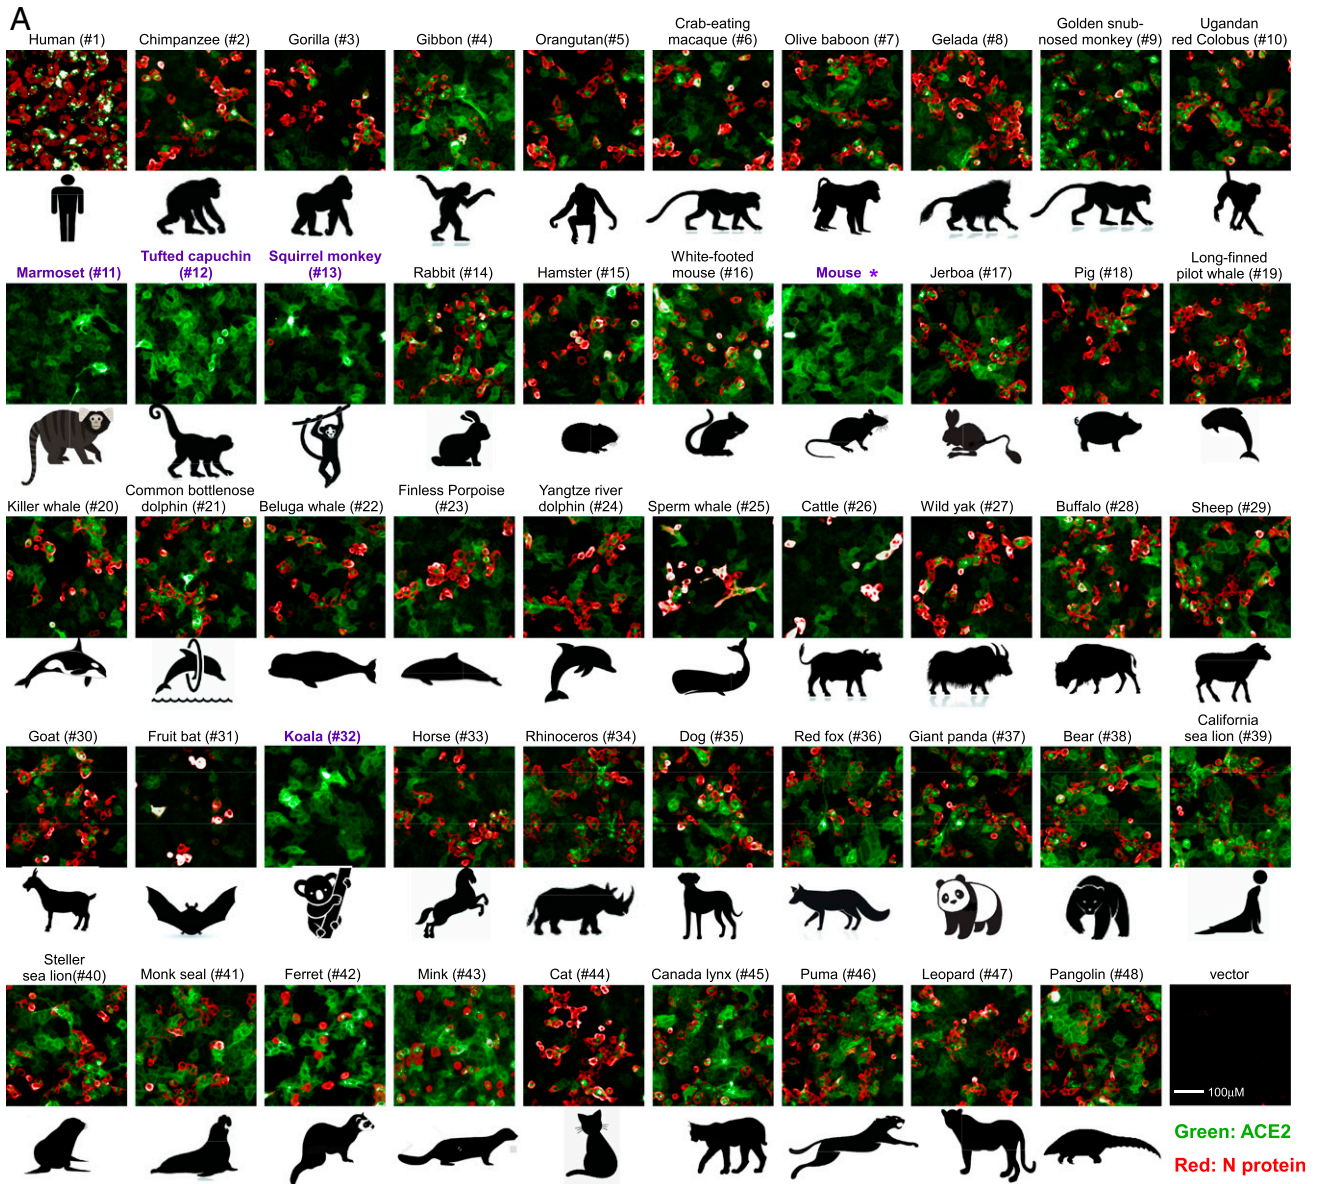 A
Human (#1)
Chimpanzee (#2)
Gorilla (#3)
Gibbon (#4)
Orangutan(#5)
Crab-eating
macaque (#6)
Olive baboon (#7)
Gelada (#8)
Golden snub-
nosed monkey (#9)
Ugandan
red Colobus (#10)
Marmoset (#11)
Tufted capuchin
(#12)
Squirrel monkey
(#13)
Rabbit (#14)
Hamster (#15)
White-footed
mouse (#16)
Mouse *
Jerboa (#17)
Pig (#18)
Long-finned
pilot whale (#19)
Killer whale (#20)
Common bottlenose
dolphin (#21)
Beluga whale (#22)
Finless Porpoise
(#23)
Yangtze river
dolphin (#24)
Sperm whale (#25)
Cattle (#26)
Wild yak (#27)
Buffalo (#28)
Sheep (#29)
Goat (#30)
Fruit bat (#31)
Koala (#32)
Horse (#33)
Rhinoceros (#34)
Dog (#35)
Red fox (#36)
Giant panda (#37)
Bear (#38)
California
sea lion (#39)
Steller
sea lion(#40)
Monk seal (#41)
Ferret (#42)
Mink (#43)
Cat (#44)
Canada lynx (#45)
Puma (#46)
Leopard (#47)
Pangolin (#48)
vector
100μM
Green: ACE2
Red: N protein